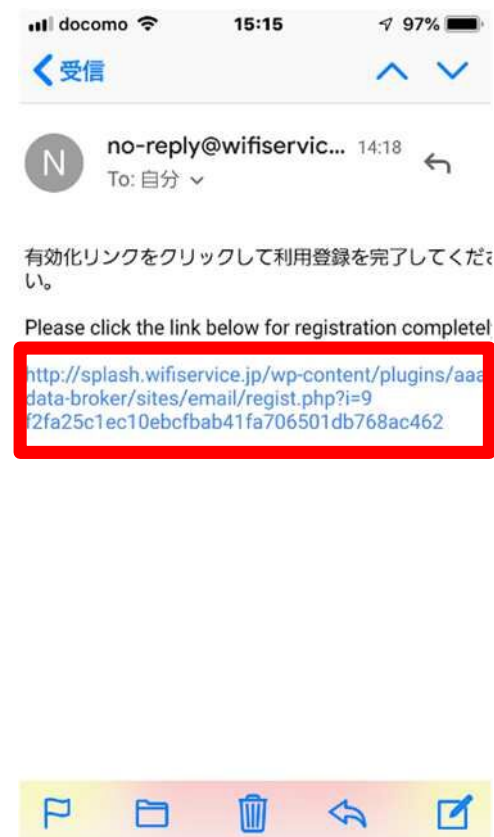 docomo 15:15 97%
受信
N
no-reply@wifiservic... 14:18
To: 自分
有効化リンクをクリックして利用登録を完了してくださ
い。
Please click the link below for registration completel
http://splash.wifiservice.jp/wp-content/plugins/aaa
data-broker/sites/email/regist.php?i=9
f2fa25c1ec10ebcfbab41fa706501db768ac462